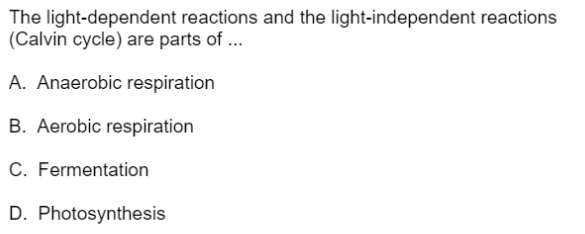 The light-dependent reactions and the light-independent reactions
(Calvin cycle) are parts of ...
A. Anaerobic respiration
B. Aerobic respiration
C. Fermentation
D. Photosynthesis